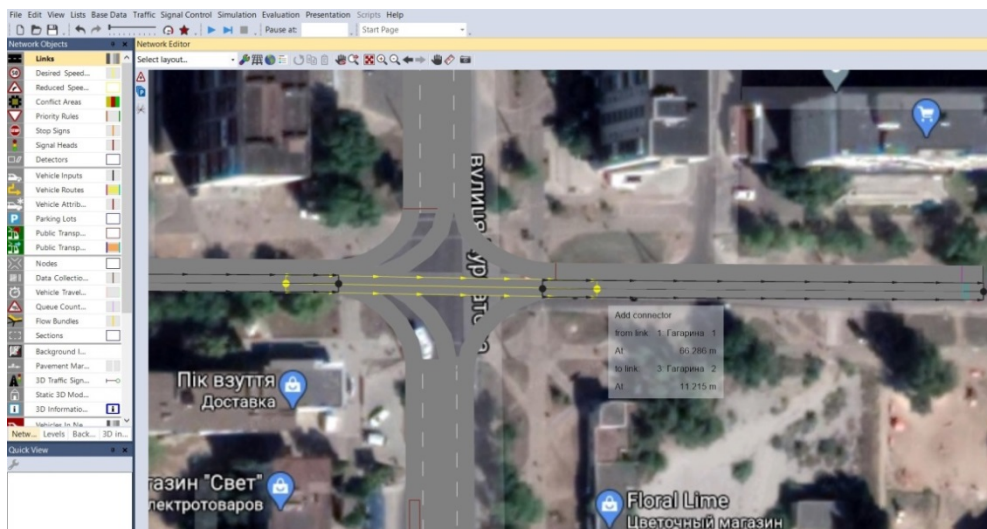 File Edit View Lists Base Data Traffic Signal Control Simulation Evaluation Presentation Scripts Help
Pause at: Start Page
Network Objects
Network Editor
Select layout...
Links
Desired Speed...
Reduced Spee...
Conflict Areas
Priority Rules
Stop Signs
Signal Heads
Detectors
Vehicle Inputs
Vehicle Routes
Vehicle Attrib...
Parking Lots
Public Transp...
Public Transp...
Nodes
Data Collectio...
Vehicle Travel...
Queue Count...
Flow Bundles
Sections
Background I...
Pavement Mar...
3D Traffic Sign...
Static 3D Mod...
3D Informatio...
Vehicles In Ne...
Netw... Levels Back... 3D in...
Quick View
вулиця
Add connector
from link 1: Гагарина 1
At 66.286 m
to link 3: Гагарина 2
At 11.215 m
Пік взуття
Доставка
газин "Свет"
лектротоваров
Floral Lime
Цветочный магазин